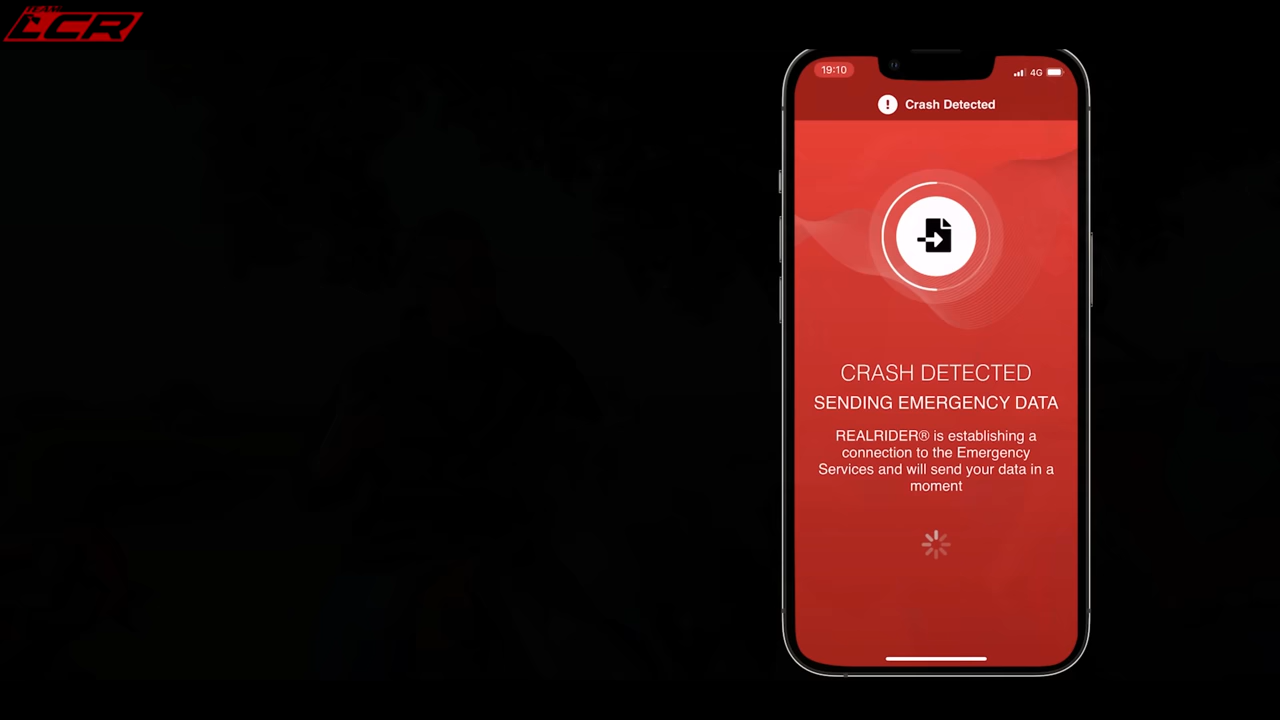 LCR
19:10
4G
! Crash Detected
CRASH DETECTED
SENDING EMERGENCY DATA
REALRIDER® is establishing a
connection to the Emergency
Services and will send your data in a
moment